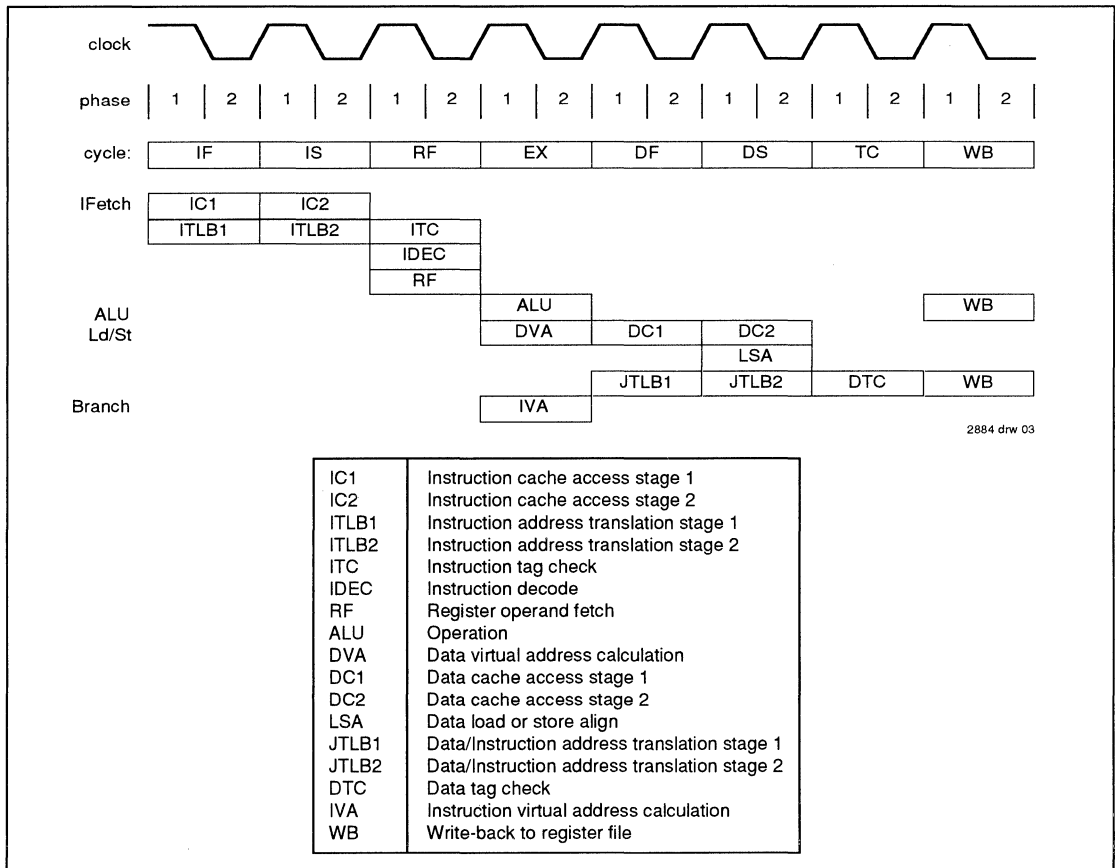 clock
phase 1 2 1 2 1 2 1 2 1 2 1 2 1 2 1 2
cycle: IF IS RF EX DF DS TC WB
IFetch IC1 IC2
ITLB1 ITLB2 ITC
IDEC
RF
ALU ALU WB
Ld/St DVA DC1 DC2
LSA
JTLB1 JTLB2 DTC WB
Branch IVA
2884 drw 03
IC1 Instruction cache access stage 1
IC2 Instruction cache access stage 2
ITLB1 Instruction address translation stage 1
ITLB2 Instruction address translation stage 2
ITC Instruction tag check
IDEC Instruction decode
RF Register operand fetch
ALU Operation
DVA Data virtual address calculation
DC1 Data cache access stage 1
DC2 Data cache access stage 2
LSA Data load or store align
JTLB1 Data/Instruction address translation stage 1
JTLB2 Data/Instruction address translation stage 2
DTC Data tag check
IVA Instruction virtual address calculation
WB Write-back to register file